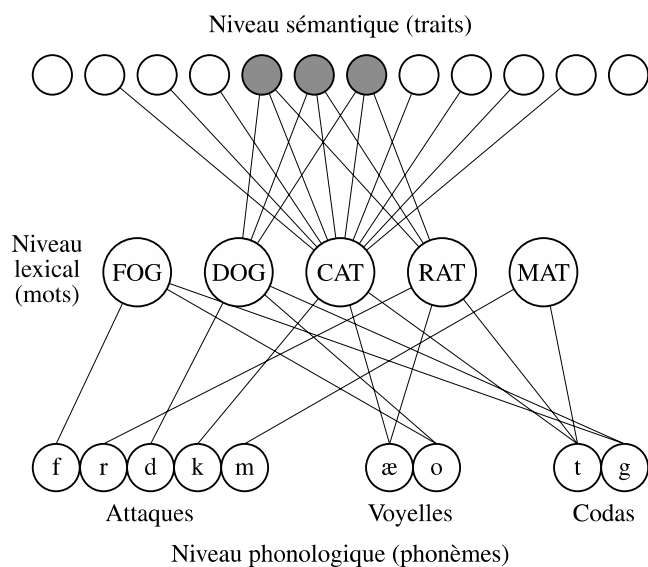 Niveau sémantique (traits)
Niveau
lexical
(mots)
FOG DOG CAT RAT MAT
f r d k m æ o t g
Attaques Voyelles Codas
Niveau phonologique (phonèmes)